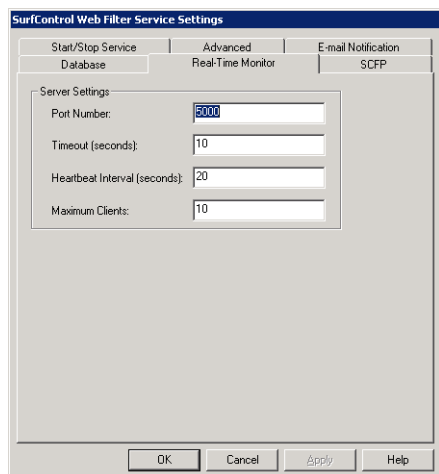 SurfControl Web Filter Service Settings
Start/Stop Service Advanced E-mail Notification
Database Real-Time Monitor SCFP
Server Settings
Port Number: 5000
Timeout (seconds): 10
Heartbeat Interval (seconds): 20
Maximum Clients: 10
OK Cancel Apply Help